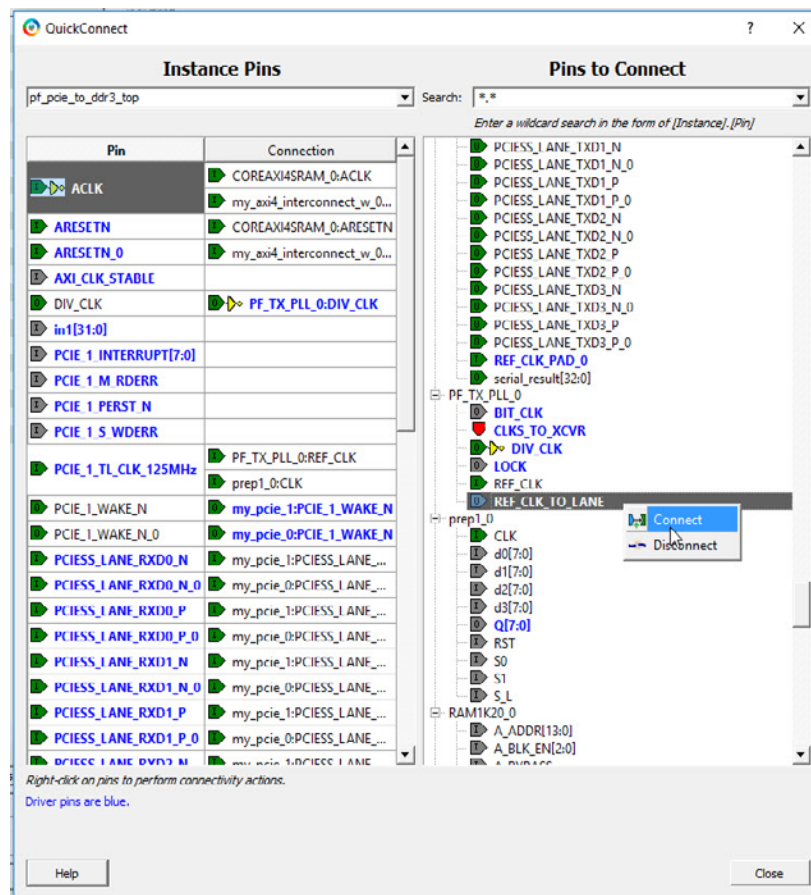 QuickConnect
?
Instance Pins
Pins to Connect
pf_pcie_to_ddr3_top
Search: *.*
Enter a wildcard search in the form of [Instance].[Pin]
Pin Connection
ACLK COREAXI4SRAM_0:ACLK
my_axi4_interconnect_w_0...
ARESETN COREAXI4SRAM_0:ARESETN
ARESETN_0 my_axi4_interconnect_w_0...
AXI_CLK_STABLE
DIV_CLK PF_TX_PLL_0:DIV_CLK
in1[31:0]
PCIE_1_INTERRUPT[7:0]
PCIE_1_M_RDERR
PCIE_1_PERST_N
PCIE_1_S_WDERR
PCIE_1_TL_CLK_125MHz PF_TX_PLL_0:REF_CLK
prep1_0:CLK
PCIE_1_WAKE_N my_pcie_1:PCIE_1_WAKE_N
PCIE_1_WAKE_N_0 my_pcie_0:PCIE_1_WAKE_N
PCIESS_LANE_RXD0_N my_pcie_1:PCIESS_LANE_...
PCIESS_LANE_RXD0_N_0 my_pcie_0:PCIESS_LANE_...
PCIESS_LANE_RXD0_P my_pcie_1:PCIESS_LANE_...
PCIESS_LANE_RXD0_P_0 my_pcie_0:PCIESS_LANE_...
PCIESS_LANE_RXD1_N my_pcie_1:PCIESS_LANE_...
PCIESS_LANE_RXD1_N_0 my_pcie_0:PCIESS_LANE_...
PCIESS_LANE_RXD1_P my_pcie_1:PCIESS_LANE_...
PCIESS_LANE_RXD1_P_0 my_pcie_0:PCIESS_LANE_...
PCIESS_LANE_TXD1_N
PCIESS_LANE_TXD1_N_0
PCIESS_LANE_TXD1_P
PCIESS_LANE_TXD1_P_0
PCIESS_LANE_TXD2_N
PCIESS_LANE_TXD2_N_0
PCIESS_LANE_TXD2_P
PCIESS_LANE_TXD2_P_0
PCIESS_LANE_TXD3_N
PCIESS_LANE_TXD3_N_0
PCIESS_LANE_TXD3_P
PCIESS_LANE_TXD3_P_0
REF_CLK_PAD_0
serial_result[32:0]
PF_TX_PLL_0
BIT_CLK
CLKS_TO_XCVR
DIV_CLK
LOCK
REF_CLK
REF_CLK_TO_LANE
Connect
Disconnect
prep1_0
CLK
d0[7:0]
d1[7:0]
d2[7:0]
d3[7:0]
Q[7:0]
RST
S0
S1
S_L
RAM1K20_0
A_ADDR[13:0]
A_BLK_EN[2:0]
Right-click on pins to perform connectivity actions.
Driver pins are blue.
Help
Close